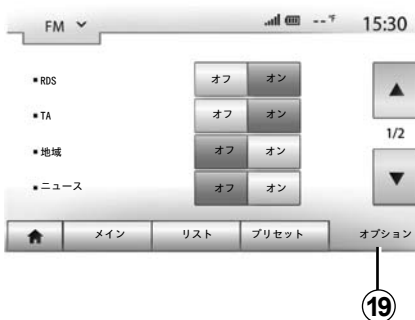 FM --°F 15:30
■ RDS オフ オン
■ TA オフ オン
1/2
■ 地域 オフ オン
■ ニュース オフ オン
メイン リスト プリセット オプション
19